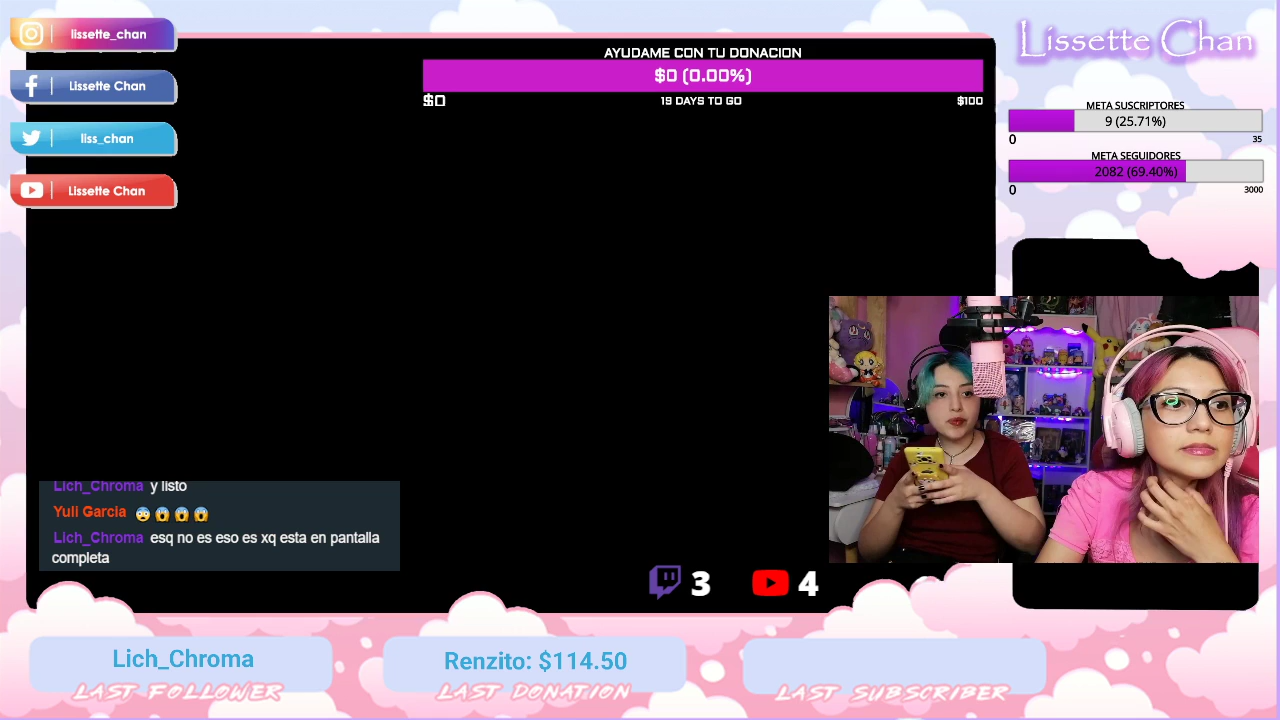 lissette_chan
Lissette Chan
liss_chan
Lissette Chan
AYUDAME CON TU DONACION
$0 (0.00%)
$0
19 DAYS TO GO
$100
Lissette Chan
META SUSCRIPTORES
9 (25.71%)
0
35
META SEGUIDORES
2082 (69.40%)
0
3000
Lich_Chroma y listo
Yuli Garcia 😨😱😱😱
Lich_Chroma esq no es eso es xq esta en pantalla
completa
3
4
Lich_Chroma
LAST FOLLOWER
Renzito: $114.50
LAST DONATION
LAST SUBSCRIBER